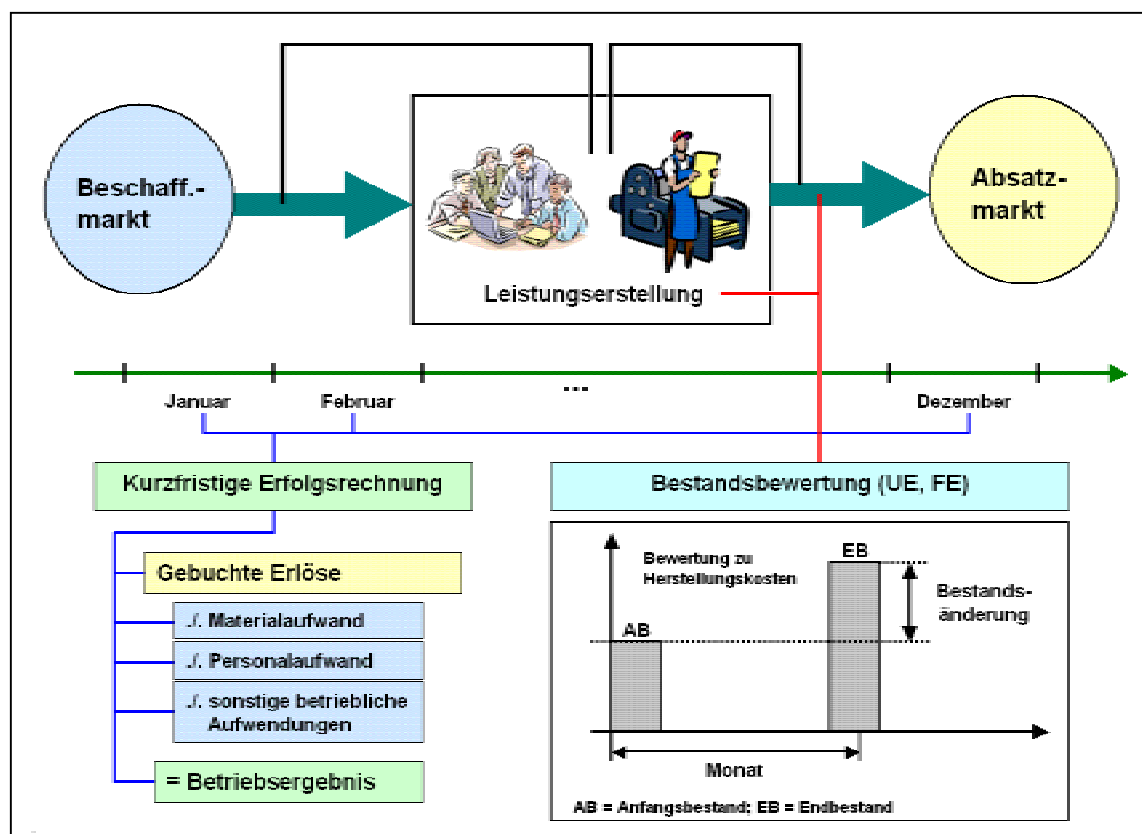 Beschaff.-
markt
Absatz-
markt
Leistungserstellung
...
Januar
Februar
Dezember
Kurzfristige Erfolgsrechnung
Gebuchte Erlöse
./. Materialaufwand
./. Personalaufwand
./. sonstige betriebliche
Aufwendungen
= Betriebsergebnis
Bestandsbewertung (UE, FE)
Bewertung zu
Herstellungskosten
EB
Bestands-
änderung
AB
Monat
AB = Anfangsbestand; EB = Endbestand